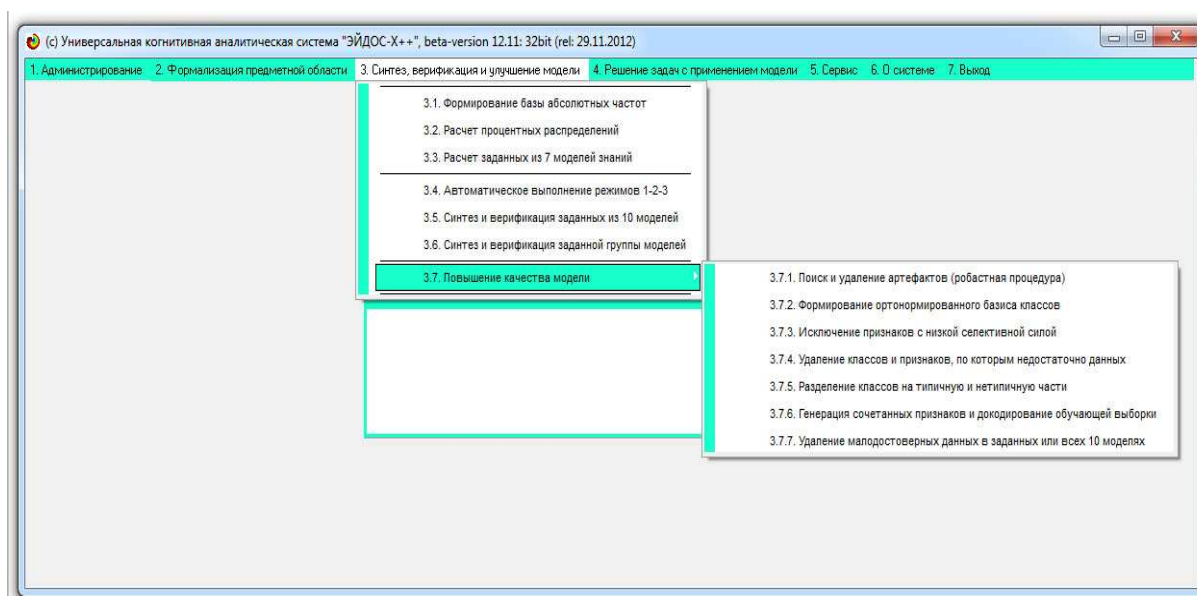 (c) Универсальная когнитивная аналитическая система "ЭЙДОС-X++", beta-version 12.11: 32bit (rel: 29.11.2012)
1. Администрирование 2. Формализация предметной области 3. Синтез, верификация и улучшение модели 4. Решение задач с применением модели 5. Сервис 6. О системе 7. Выход
3.1. Формирование базы абсолютных частот
3.2. Расчет процентных распределений
3.3. Расчет заданных из 7 моделей знаний
3.4. Автоматическое выполнение режимов 1-2-3
3.5. Синтез и верификация заданных из 10 моделей
3.6. Синтез и верификация заданной группы моделей
3.7. Повышение качества модели
3.7.1. Поиск и удаление артефактов (робастная процедура)
3.7.2. Формирование ортонормированного базиса классов
3.7.3. Исключение признаков с низкой селективной силой
3.7.4. Удаление классов и признаков, по которым недостаточно данных
3.7.5. Разделение классов на типичную и нетипичную части
3.7.6. Генерация сочетанных признаков и докодирование обучающей выборки
3.7.7. Удаление малодостоверных данных в заданных или всех 10 моделях